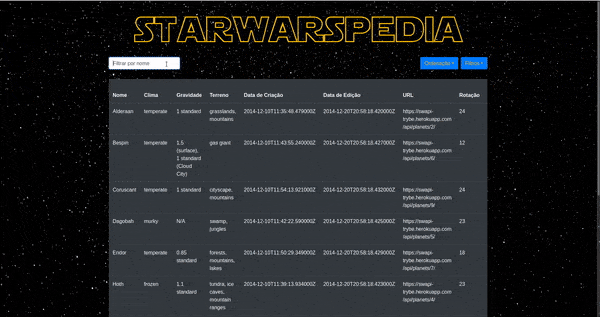 STARWARSPEDIA
Filtrar por nome Ordenação Filtros
Nome Clima Gravidade Terreno Data de Criação Data de Edição URL Rotação
Alderaan temperate 1 standard grasslands, 2014-12-10T11:35:48.479000Z 2014-12-20T20:58:18.420000Z https://swapi- 24
mountains trybe.herokuapp.com
/api/planets/2/
Bespin temperate 1.5 gas giant 2014-12-10T11:43:55.240000Z 2014-12-20T20:58:18.427000Z https://swapi- 12
(surface), trybe.herokuapp.com
1 standard /api/planets/6/
(Cloud
City)
Coruscant temperate 1 standard cityscape, 2014-12-10T11:54:13.921000Z 2014-12-20T20:58:18.432000Z https://swapi- 24
mountains trybe.herokuapp.com
/api/planets/9/
Dagobah murky N/A swamp, 2014-12-10T11:42:22.590000Z 2014-12-20T20:58:18.425000Z https://swapi- 23
jungles trybe.herokuapp.com
/api/planets/5/
Endor temperate 0.85 forests, 2014-12-10T11:50:29.349000Z 2014-12-20T20:58:18.429000Z https://swapi- 18
standard mountains, trybe.herokuapp.com
lakes /api/planets/7/
Hoth frozen 1.1 tundra, ice 2014-12-10T11:39:13.934000Z 2014-12-20T20:58:18.423000Z https://swapi- 23
standard caves, trybe.herokuapp.com
mountain /api/planets/4/
ranges